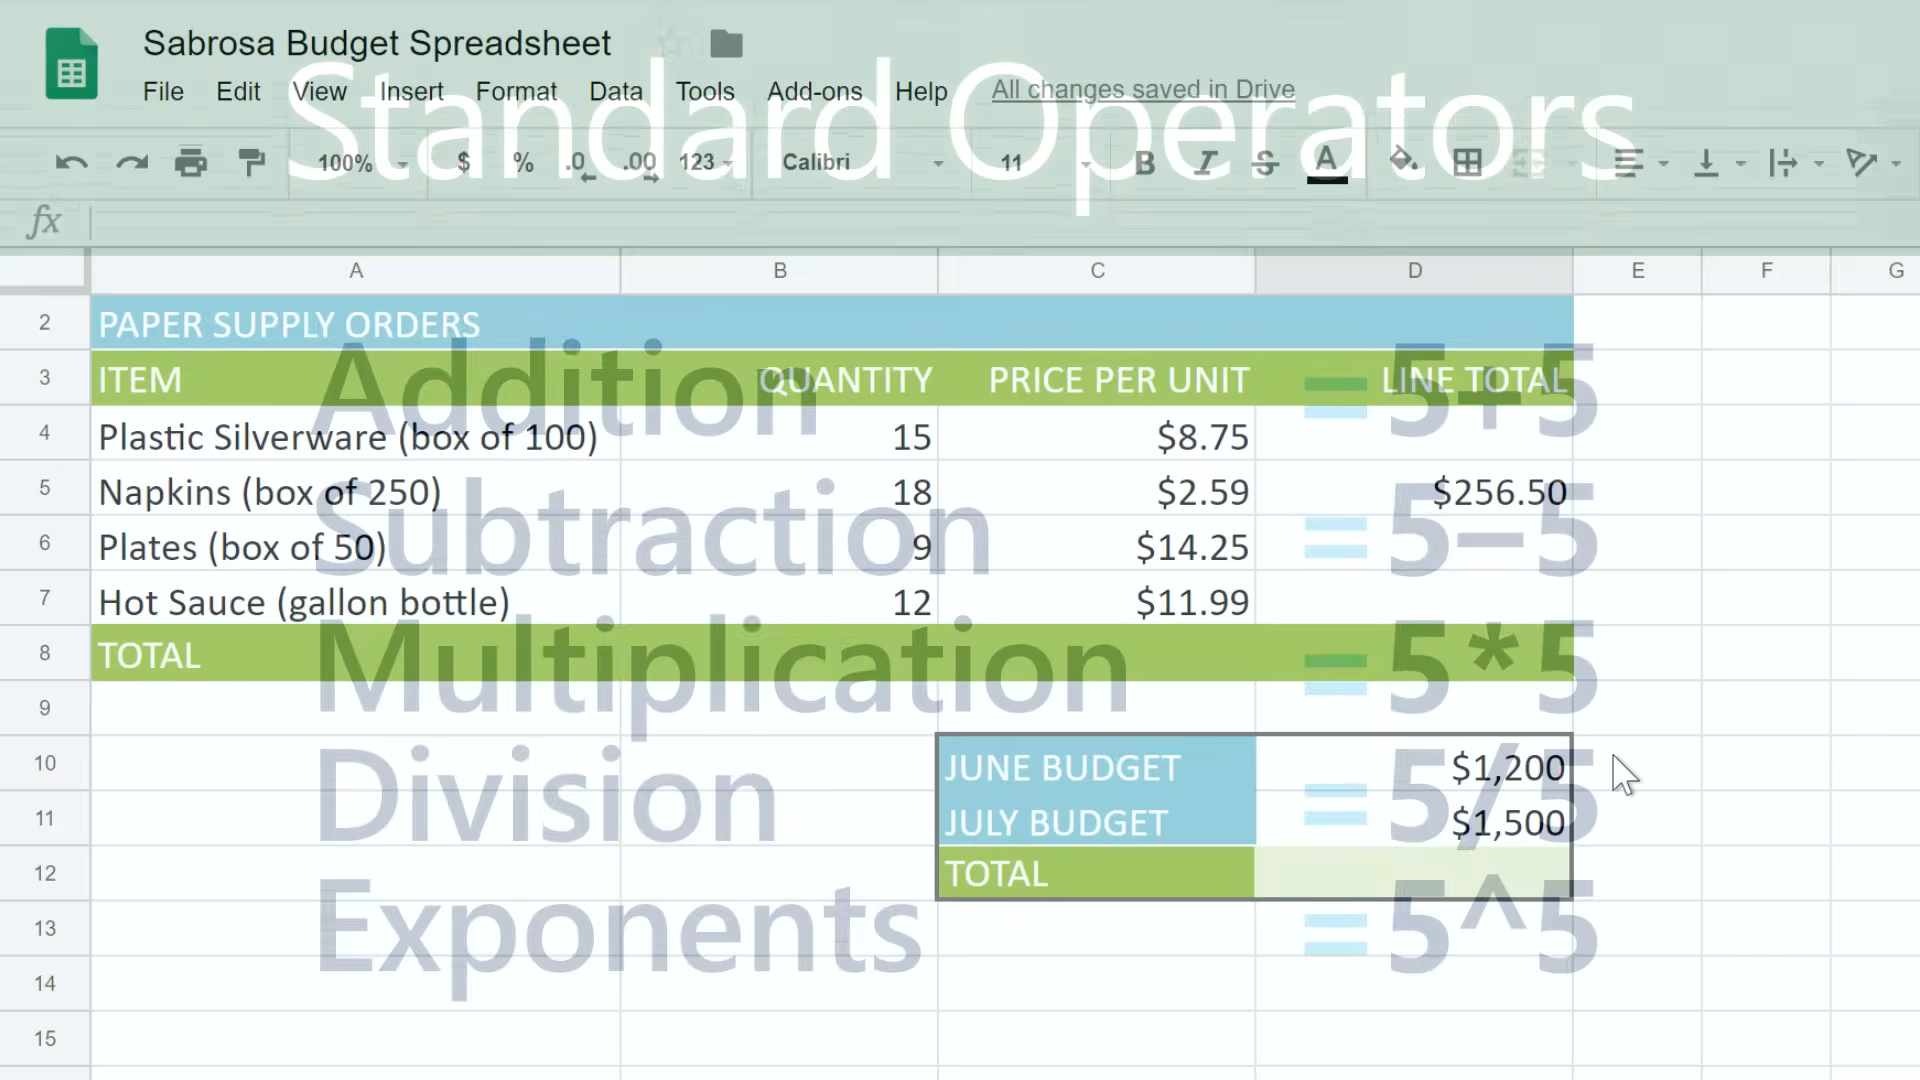 Sabrosa Budget Spreadsheet
File Edit View Insert Format Data Tools Add-ons Help All changes saved in Drive
Standard Operators
100% $ % .0 .00 123 Calibri 11 B I S A
fx
A B C D E F G
2 PAPER SUPPLY ORDERS
3 ITEM QUANTITY PRICE PER UNIT LINE TOTAL
Addition =5+5
4 Plastic Silverware (box of 100) 15 $8.75
5 Napkins (box of 250) 18 $2.59 $256.50
Subtraction =5−5
6 Plates (box of 50) 9 $14.25
7 Hot Sauce (gallon bottle) 12 $11.99
8 TOTAL
Multiplication =5*5
9
10 JUNE BUDGET $1,200
Division =5/5
11 JULY BUDGET $1,500
12 TOTAL
13
Exponents =5^5
14
15